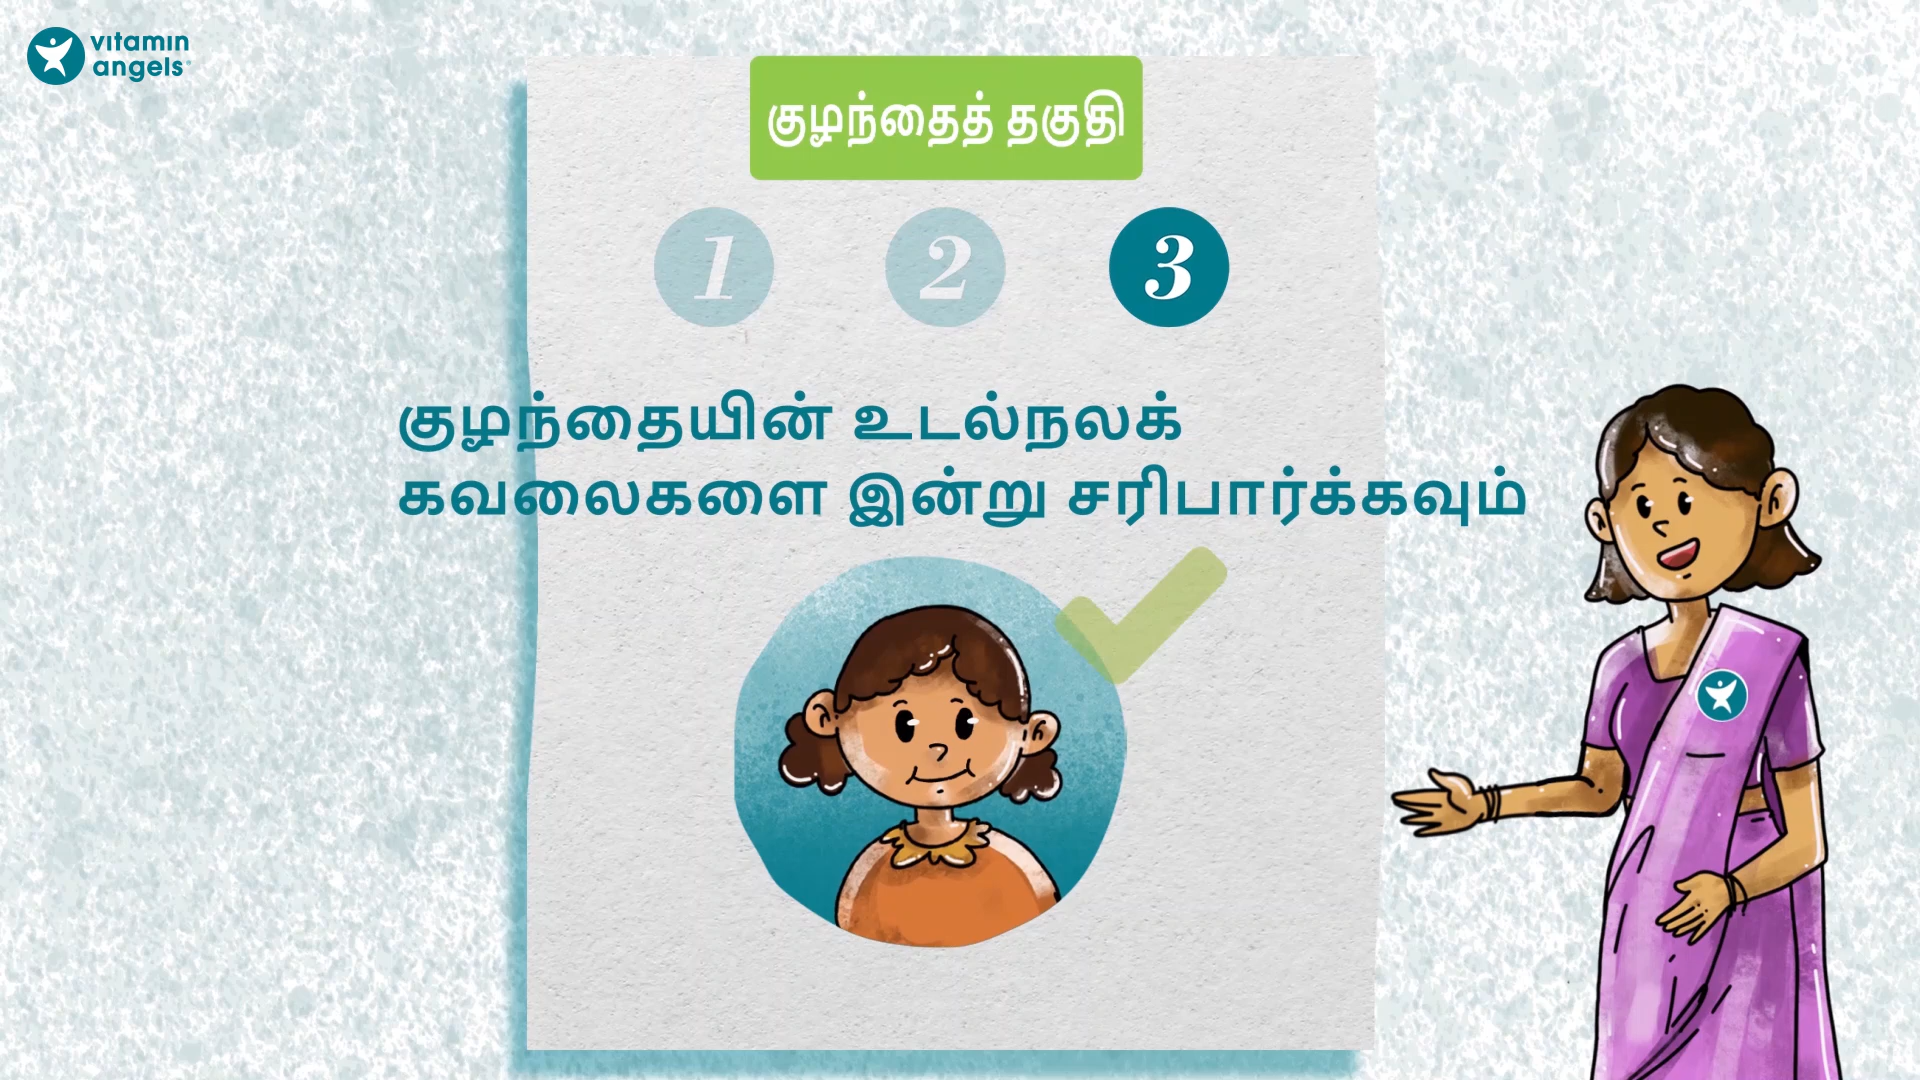 vitamin
angels
குழந்தைத் தகுதி
1 2 3
குழந்தையின் உடல்நலக்
கவலைகளை இன்று சரிபார்க்கவும்